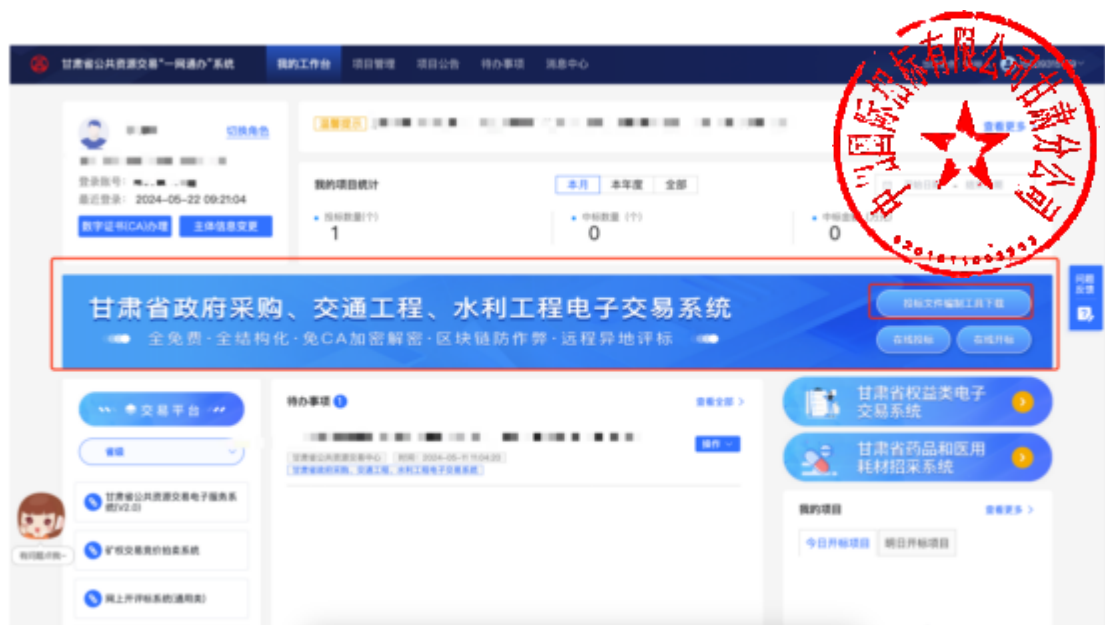 甘肃省公共资源交易“一网通办”系统 我的工作台 项目管理 项目公告 待办事项 消息中心
切换角色
温馨提示
查看更多
登录账号：
最近登录： 2024-05-22 09:21:04
数字证书(CA)办理 主体信息变更
我的项目统计 本月 本年度 全部
投标数量(个)
1
中标数量（个）
0
0
甘肃省政府采购、交通工程、水利工程电子交易系统
全免费·全结构化·免CA加密解密·区块链防作弊·远程异地评标
投标文件编制工具下载
在线投标 在线开标
问题
反馈
交易平台
省级
甘肃省公共资源交易电子服务系
统(V2.0)
矿权交易竞价拍卖系统
网上开评标系统(通用类)
待办事项 1 查看全部 >
操作
甘肃省公共资源交易中心
甘肃省政府采购、交通工程、水利工程电子交易系统
甘肃省权益类电子
交易系统
甘肃省药品和医用
耗材招采系统
我的项目 查看更多 >
今日开标项目 明日开标项目
国际招标有限公司甘肃分公司